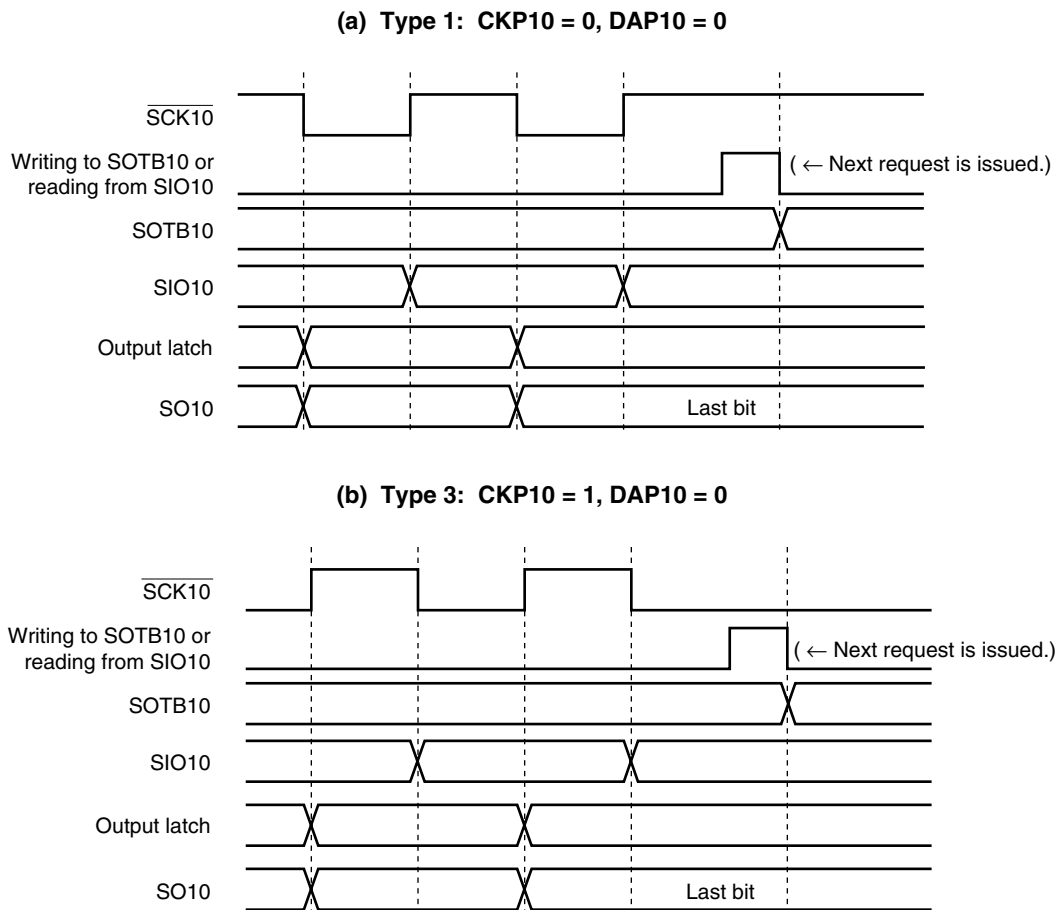 (a) Type 1: CKP10 = 0, DAP10 = 0
SCK10
Writing to SOTB10 or
reading from SIO10
( ← Next request is issued.)
SOTB10
SIO10
Output latch
SO10
Last bit
(b) Type 3: CKP10 = 1, DAP10 = 0
SCK10
Writing to SOTB10 or
reading from SIO10
( ← Next request is issued.)
SOTB10
SIO10
Output latch
SO10
Last bit